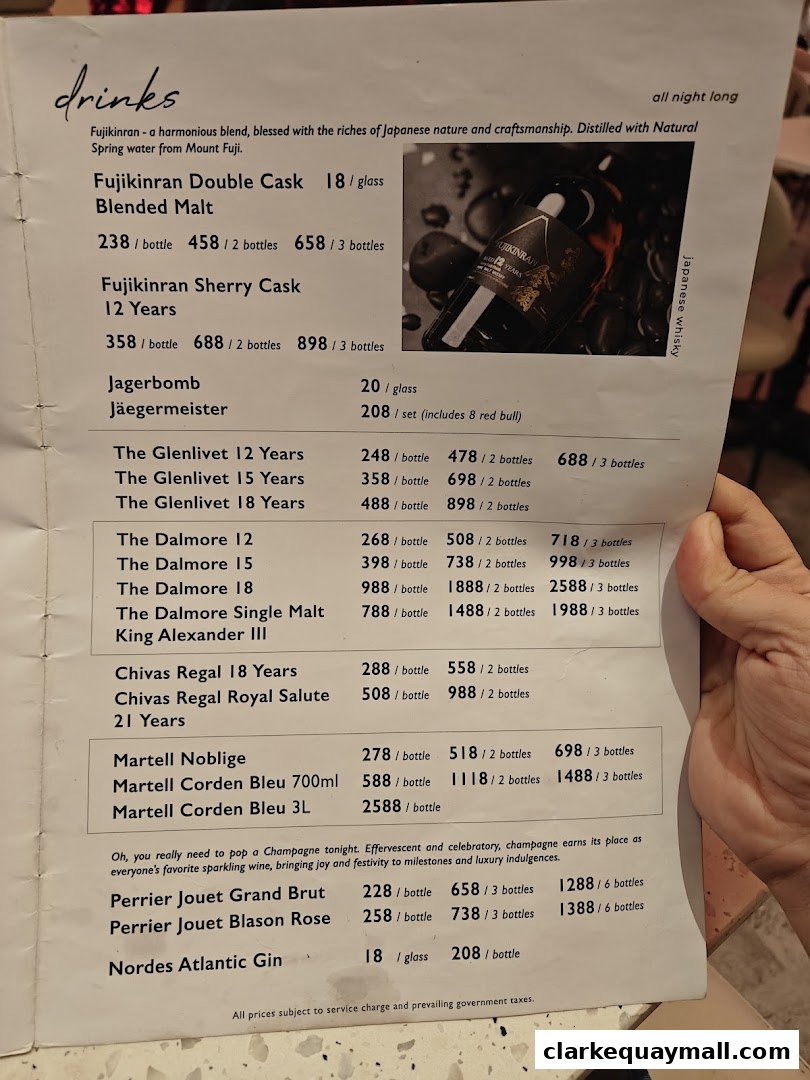 drinks
all night long
Fujikinran - a harmonious blend, blessed with the riches of Japanese nature and craftsmanship. Distilled with Natural
Spring water from Mount Fuji.
Fujikinran Double Cask 18 / glass
Blended Malt
238 / bottle 458 / 2 bottles 658 / 3 bottles
Fujikinran Sherry Cask
12 Years
358 / bottle 688 / 2 bottles 898 / 3 bottles
FUJIKINRAN
AGED 12 YEARS
japanese whisky
Jagerbomb 20 / glass
Jäegermeister 208 / set (includes 8 red bull)
The Glenlivet 12 Years 248 / bottle 478 / 2 bottles 688 / 3 bottles
The Glenlivet 15 Years 358 / bottle 698 / 2 bottles
The Glenlivet 18 Years 488 / bottle 898 / 2 bottles
The Dalmore 12 268 / bottle 508 / 2 bottles 718 / 3 bottles
The Dalmore 15 398 / bottle 738 / 2 bottles 998 / 3 bottles
The Dalmore 18 988 / bottle 1888 / 2 bottles 2588 / 3 bottles
The Dalmore Single Malt 788 / bottle 1488 / 2 bottles 1988 / 3 bottles
King Alexander III
Chivas Regal 18 Years 288 / bottle 558 / 2 bottles
Chivas Regal Royal Salute 508 / bottle 988 / 2 bottles
21 Years
Martell Noblige 278 / bottle 518 / 2 bottles 698 / 3 bottles
Martell Corden Bleu 700ml 588 / bottle 1118 / 2 bottles 1488 / 3 bottles
Martell Corden Bleu 3L 2588 / bottle
Oh, you really need to pop a Champagne tonight. Effervescent and celebratory, champagne earns its place as
everyone's favorite sparkling wine, bringing joy and festivity to milestones and luxury indulgences.
Perrier Jouet Grand Brut 228 / bottle 658 / 3 bottles 1288 / 6 bottles
Perrier Jouet Blason Rose 258 / bottle 738 / 3 bottles 1388 / 6 bottles
Nordes Atlantic Gin 18 / glass 208 / bottle
All prices subject to service charge and prevailing government taxes.
clarkequaymall.com